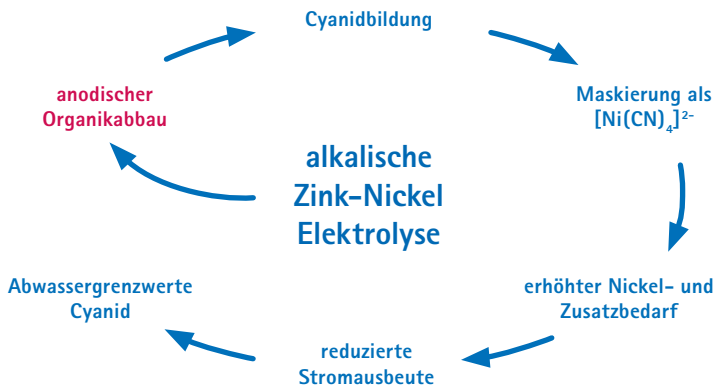 Cyanidbildung
anodischer
Organikabbau
Maskierung als
[Ni(CN)₄]²⁻
alkalische
Zink-Nickel
Elektrolyse
Abwassergrenzwerte
Cyanid
erhöhter Nickel- und
Zusatzbedarf
reduzierte
Stromausbeute